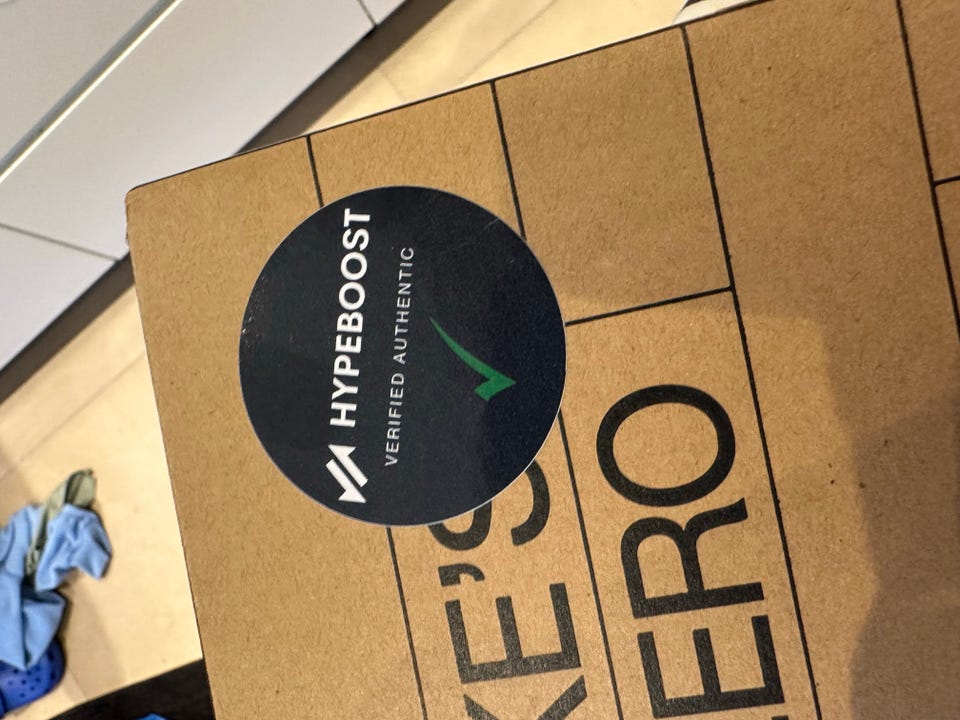 HYPEBOOST
VERIFIED AUTHENTIC
KE'S
ERO